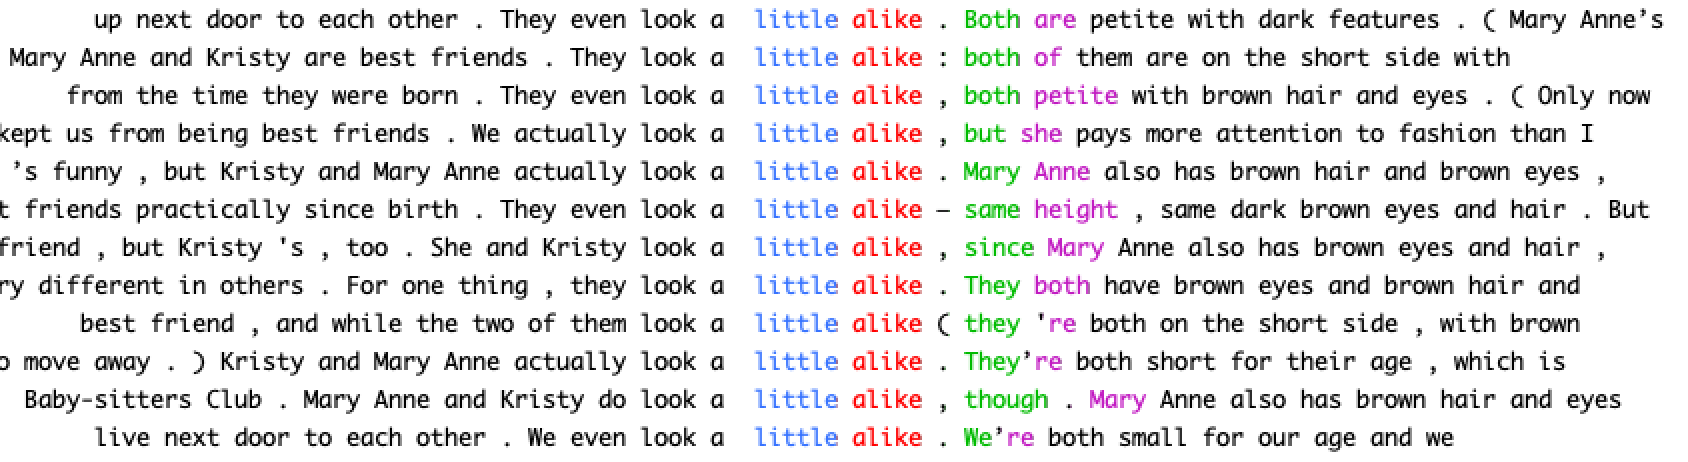 up next door to each other . They even look a little alike . Both are petite with dark features . ( Mary Anne’s
Mary Anne and Kristy are best friends . They look a little alike : both of them are on the short side with
from the time they were born . They even look a little alike , both petite with brown hair and eyes . ( Only now
kept us from being best friends . We actually look a little alike , but she pays more attention to fashion than I
’s funny , but Kristy and Mary Anne actually look a little alike . Mary Anne also has brown hair and brown eyes ,
t friends practically since birth . They even look a little alike – same height , same dark brown eyes and hair . But
friend , but Kristy 's , too . She and Kristy look a little alike , since Mary Anne also has brown eyes and hair ,
ry different in others . For one thing , they look a little alike . They both have brown eyes and brown hair and
best friend , and while the two of them look a little alike ( they 're both on the short side , with brown
o move away . ) Kristy and Mary Anne actually look a little alike . They’re both short for their age , which is
Baby-sitters Club . Mary Anne and Kristy do look a little alike , though . Mary Anne also has brown hair and eyes
live next door to each other . We even look a little alike . We’re both small for our age and we